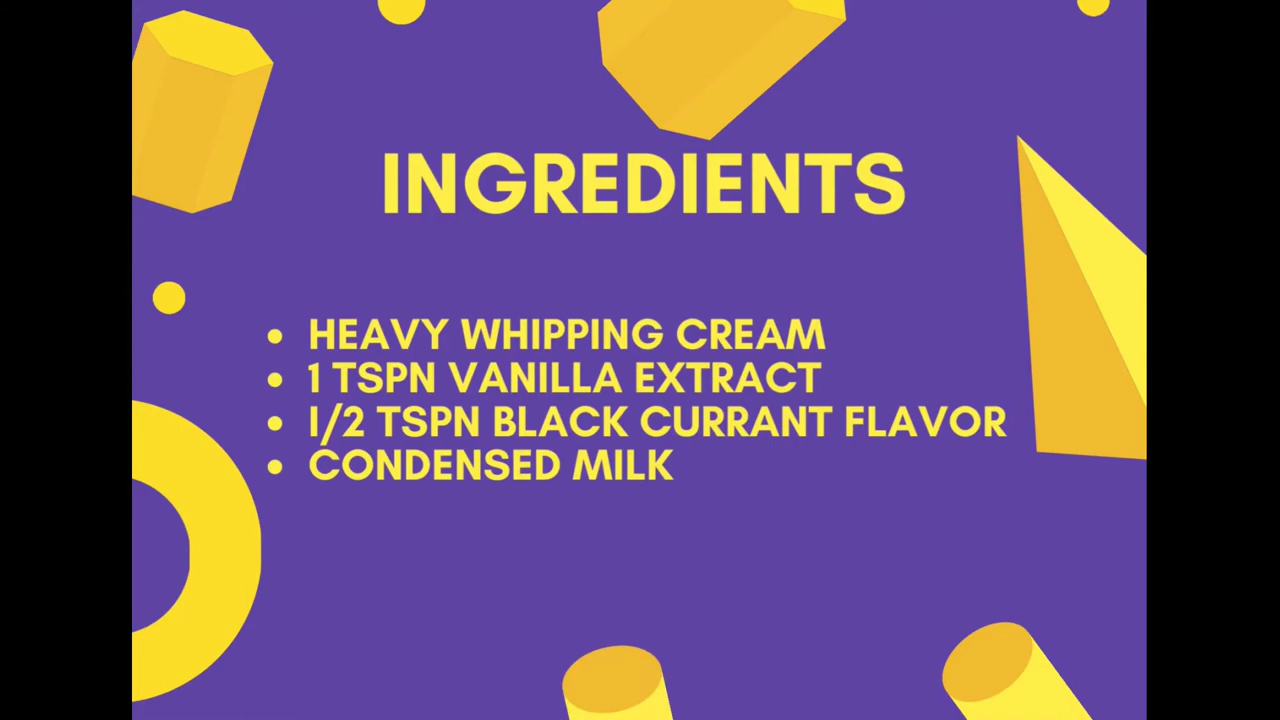 INGREDIENTS
• HEAVY WHIPPING CREAM
• 1 TSPN VANILLA EXTRACT
• 1/2 TSPN BLACK CURRANT FLAVOR
• CONDENSED MILK